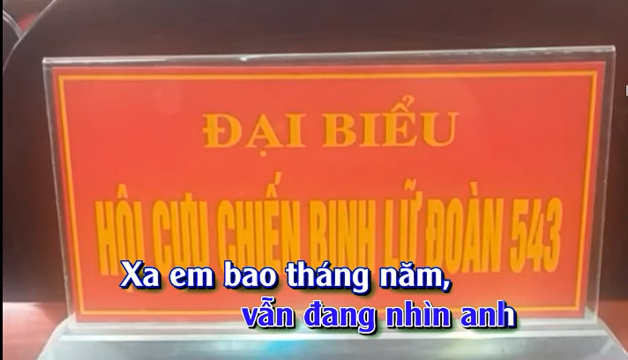 ĐẠI BIỂU
HỘI CỰU CHIẾN BINH LỮ ĐOÀN 543
Xa em bao tháng năm,
vẫn đang nhìn anh